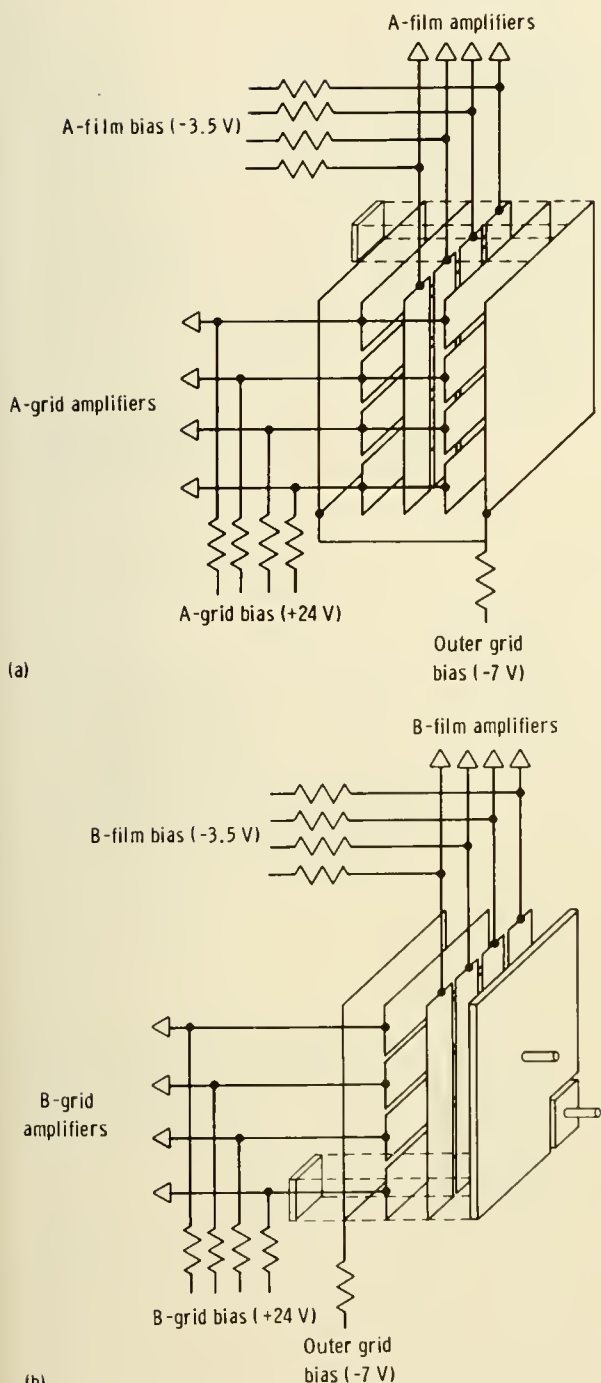 A-film amplifiers
A-film bias (-3.5 V)
A-grid amplifiers
A-grid bias (+24 V)
Outer grid
bias (-7 V)
(a)
B-film amplifiers
B-film bias (-3.5 V)
B-grid
amplifiers
B-grid bias (+24 V)
Outer grid
bias (-7 V)
(b)